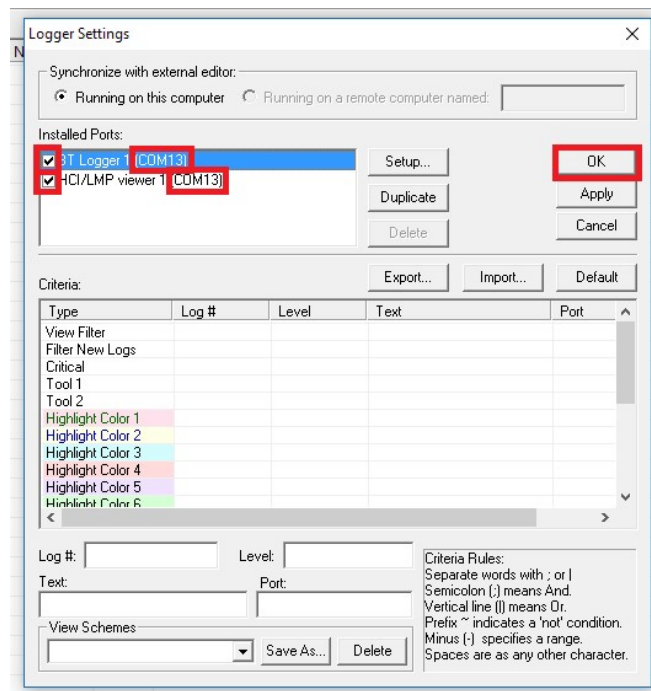 N
Logger Settings
Synchronize with external editor:
Running on this computer
Running on a remote computer named:
Installed Ports:
BT Logger 1 (COM13)
HCI/LMP viewer 1 (COM13)
Setup...
OK
Duplicate
Apply
Delete
Cancel
Criteria:
Export...
Import...
Default
Type Log # Level Text Port
View Filter
Filter New Logs
Critical
Tool 1
Tool 2
Highlight Color 1
Highlight Color 2
Highlight Color 3
Highlight Color 4
Highlight Color 5
Highlight Color 6
Log #:
Level:
Text:
Port:
View Schemes
Save As...
Delete
Criteria Rules:
Separate words with ; or |
Semicolon (;) means And.
Vertical line (|) means Or.
Prefix ~ indicates a 'not' condition.
Minus (-) specifies a range.
Spaces are as any other character.